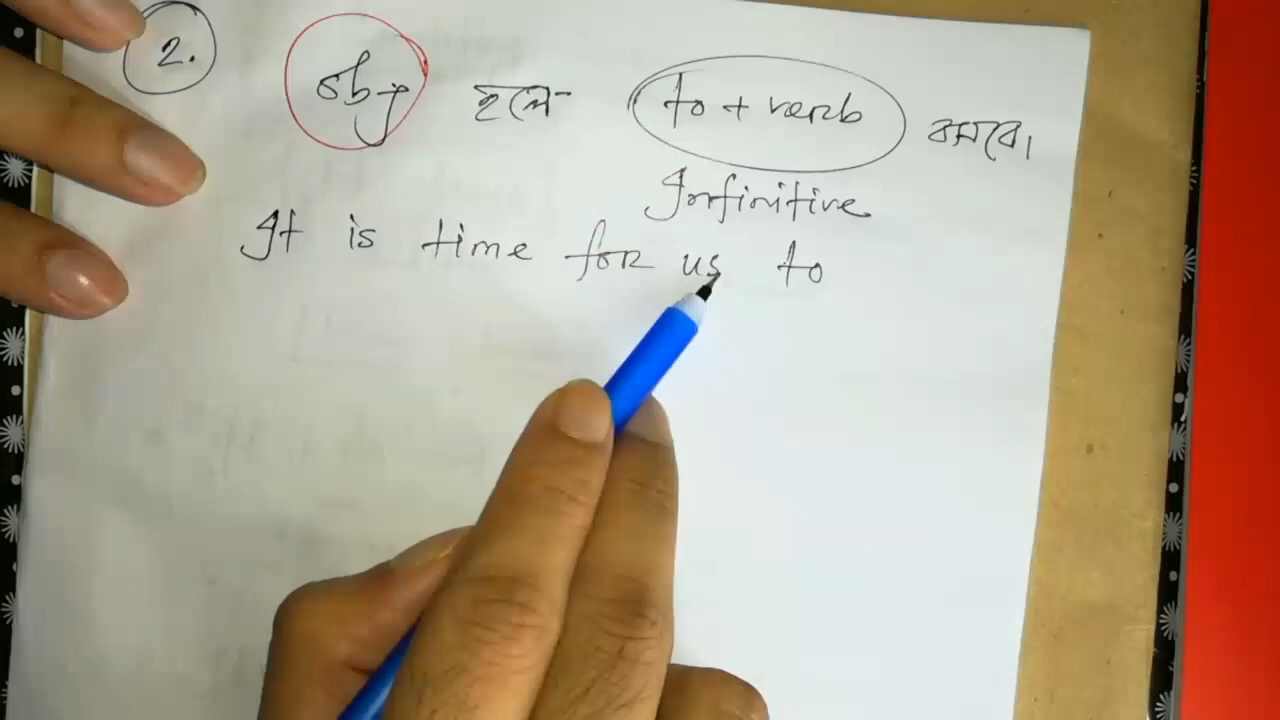 2. obj হলে to + verb বসবে।
Infinitive
It is time for us to